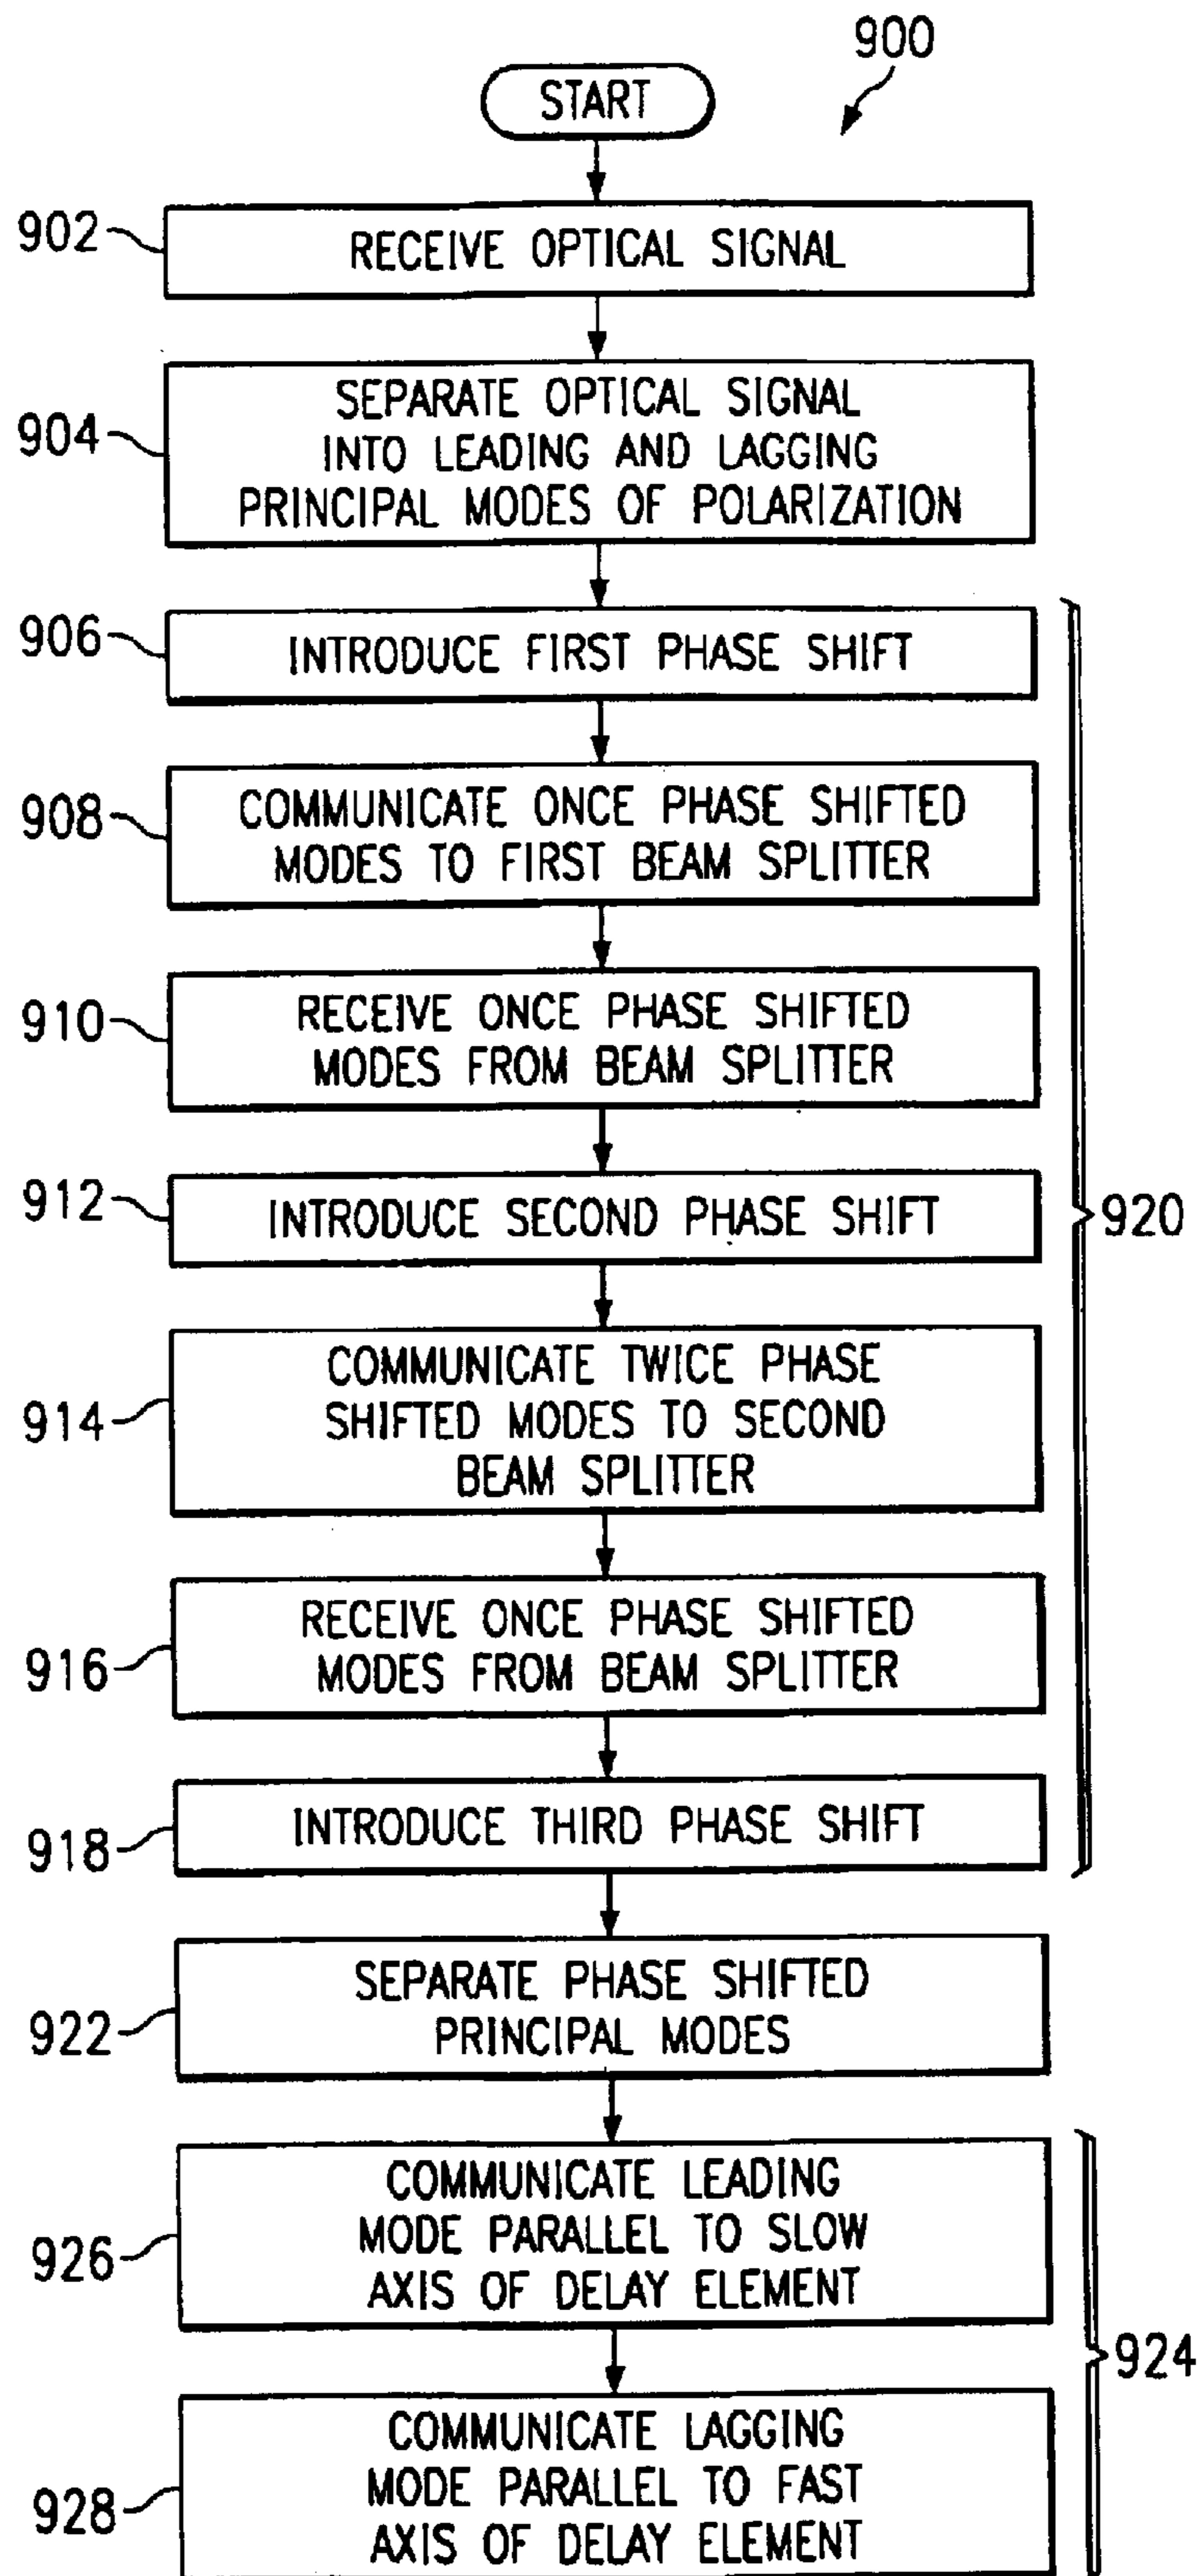 900
START
902
RECEIVE OPTICAL SIGNAL
904
SEPARATE OPTICAL SIGNAL
INTO LEADING AND LAGGING
PRINCIPAL MODES OF POLARIZATION
906
INTRODUCE FIRST PHASE SHIFT
908
COMMUNICATE ONCE PHASE SHIFTED
MODES TO FIRST BEAM SPLITTER
910
RECEIVE ONCE PHASE SHIFTED
MODES FROM BEAM SPLITTER
912
INTRODUCE SECOND PHASE SHIFT
920
914
COMMUNICATE TWICE PHASE
SHIFTED MODES TO SECOND
BEAM SPLITTER
916
RECEIVE ONCE PHASE SHIFTED
MODES FROM BEAM SPLITTER
918
INTRODUCE THIRD PHASE SHIFT
922
SEPARATE PHASE SHIFTED
PRINCIPAL MODES
926
COMMUNICATE LEADING
MODE PARALLEL TO SLOW
AXIS OF DELAY ELEMENT
924
928
COMMUNICATE LAGGING
MODE PARALLEL TO FAST
AXIS OF DELAY ELEMENT